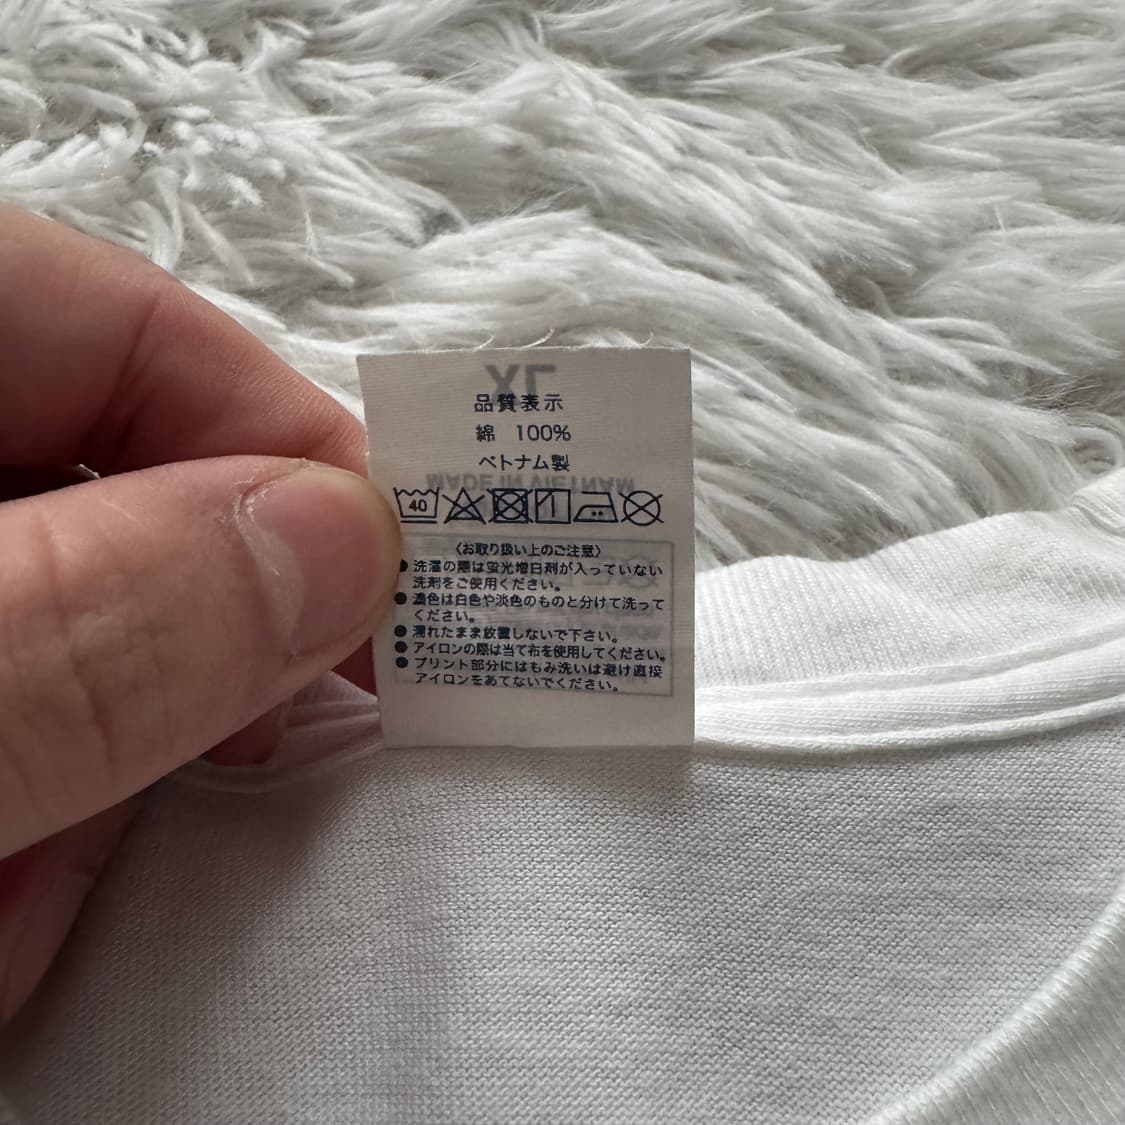 XL
品質表示
綿 100%
ベトナム製
MADE IN VIETNAM
40
〈お取り扱い上のご注意〉
● 洗濯の際は蛍光増白剤が入っていない
洗剤をご使用ください。
● 濃色は白色や淡色のものと分けて洗って
ください。
● 濡れたまま放置しないで下さい。
● アイロンの際は当て布を使用してください。
● プリント部分にはもみ洗いは避け直接
アイロンをあてないでください。